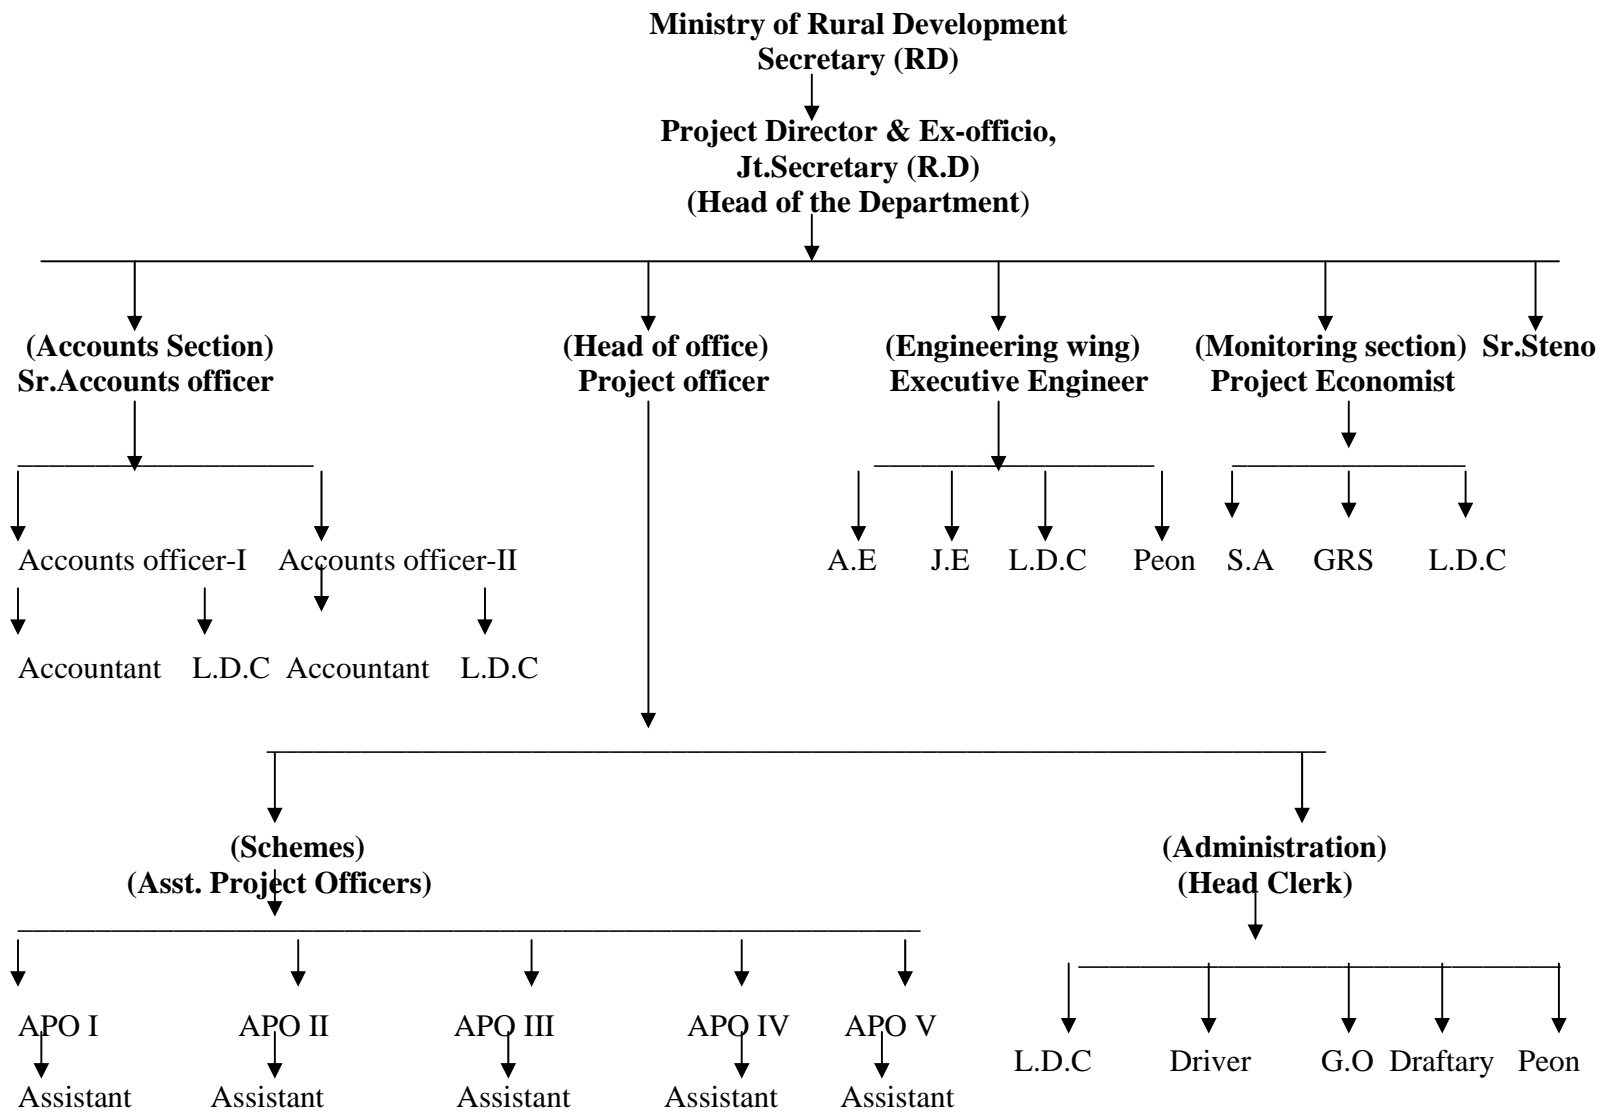 Ministry of Rural Development
Secretary (RD)
Project Director & Ex-officio,
Jt.Secretary (R.D)
(Head of the Department)
(Accounts Section) (Head of office) (Engineering wing) (Monitoring section) Sr.Steno
Sr.Accounts officer Project officer Executive Engineer Project Economist
Accounts officer-I Accounts officer-II A.E J.E L.D.C Peon S.A GRS L.D.C
Accountant L.D.C Accountant L.D.C
(Schemes) (Administration)
(Asst. Project Officers) (Head Clerk)
APO I APO II APO III APO IV APO V
L.D.C Driver G.O Draftary Peon
Assistant Assistant Assistant Assistant Assistant